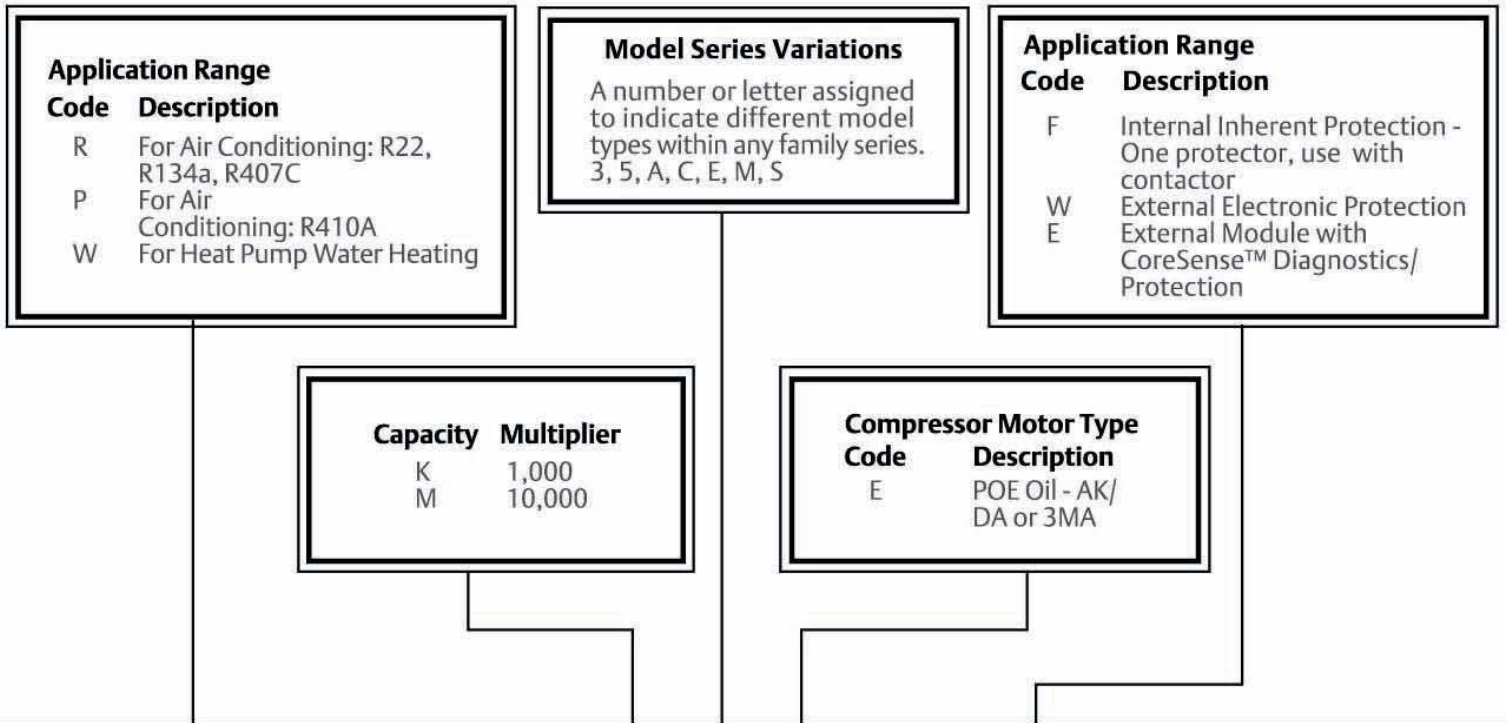 Application Range
Code Description
R For Air Conditioning: R22,
R134a, R407C
P For Air
Conditioning: R410A
W For Heat Pump Water Heating
Model Series Variations
A number or letter assigned
to indicate different model
types within any family series.
3, 5, A, C, E, M, S
Application Range
Code Description
F Internal Inherent Protection -
One protector, use with
contactor
W External Electronic Protection
E External Module with
CoreSense™ Diagnostics/
Protection
Capacity Multiplier
K 1,000
M 10,000
Compressor Motor Type
Code Description
E POE Oil - AK/
DA or 3MA